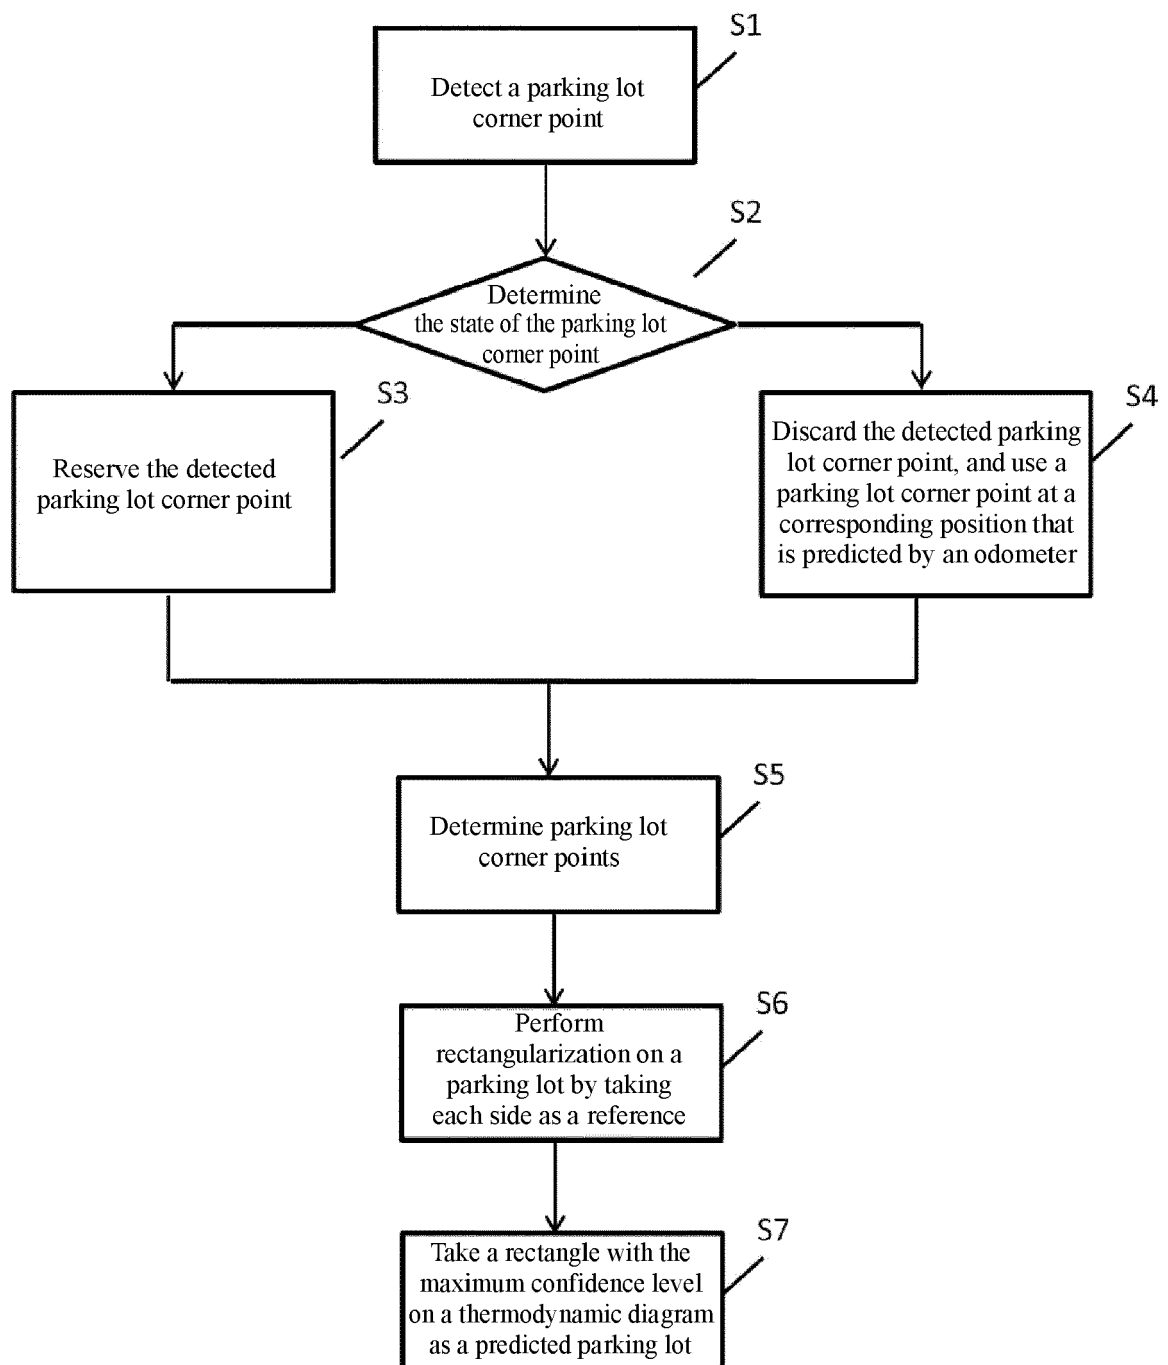 S1
Detect a parking lot
corner point
S2
Determine
the state of the parking lot
corner point
S3
Reserve the detected
parking lot corner point
S4
Discard the detected parking
lot corner point, and use a
parking lot corner point at a
corresponding position that
is predicted by an odometer
S5
Determine parking lot
corner points
S6
Perform
rectangularization on a
parking lot by taking
each side as a reference
S7
Take a rectangle with the
maximum confidence level
on a thermodynamic diagram
as a predicted parking lot